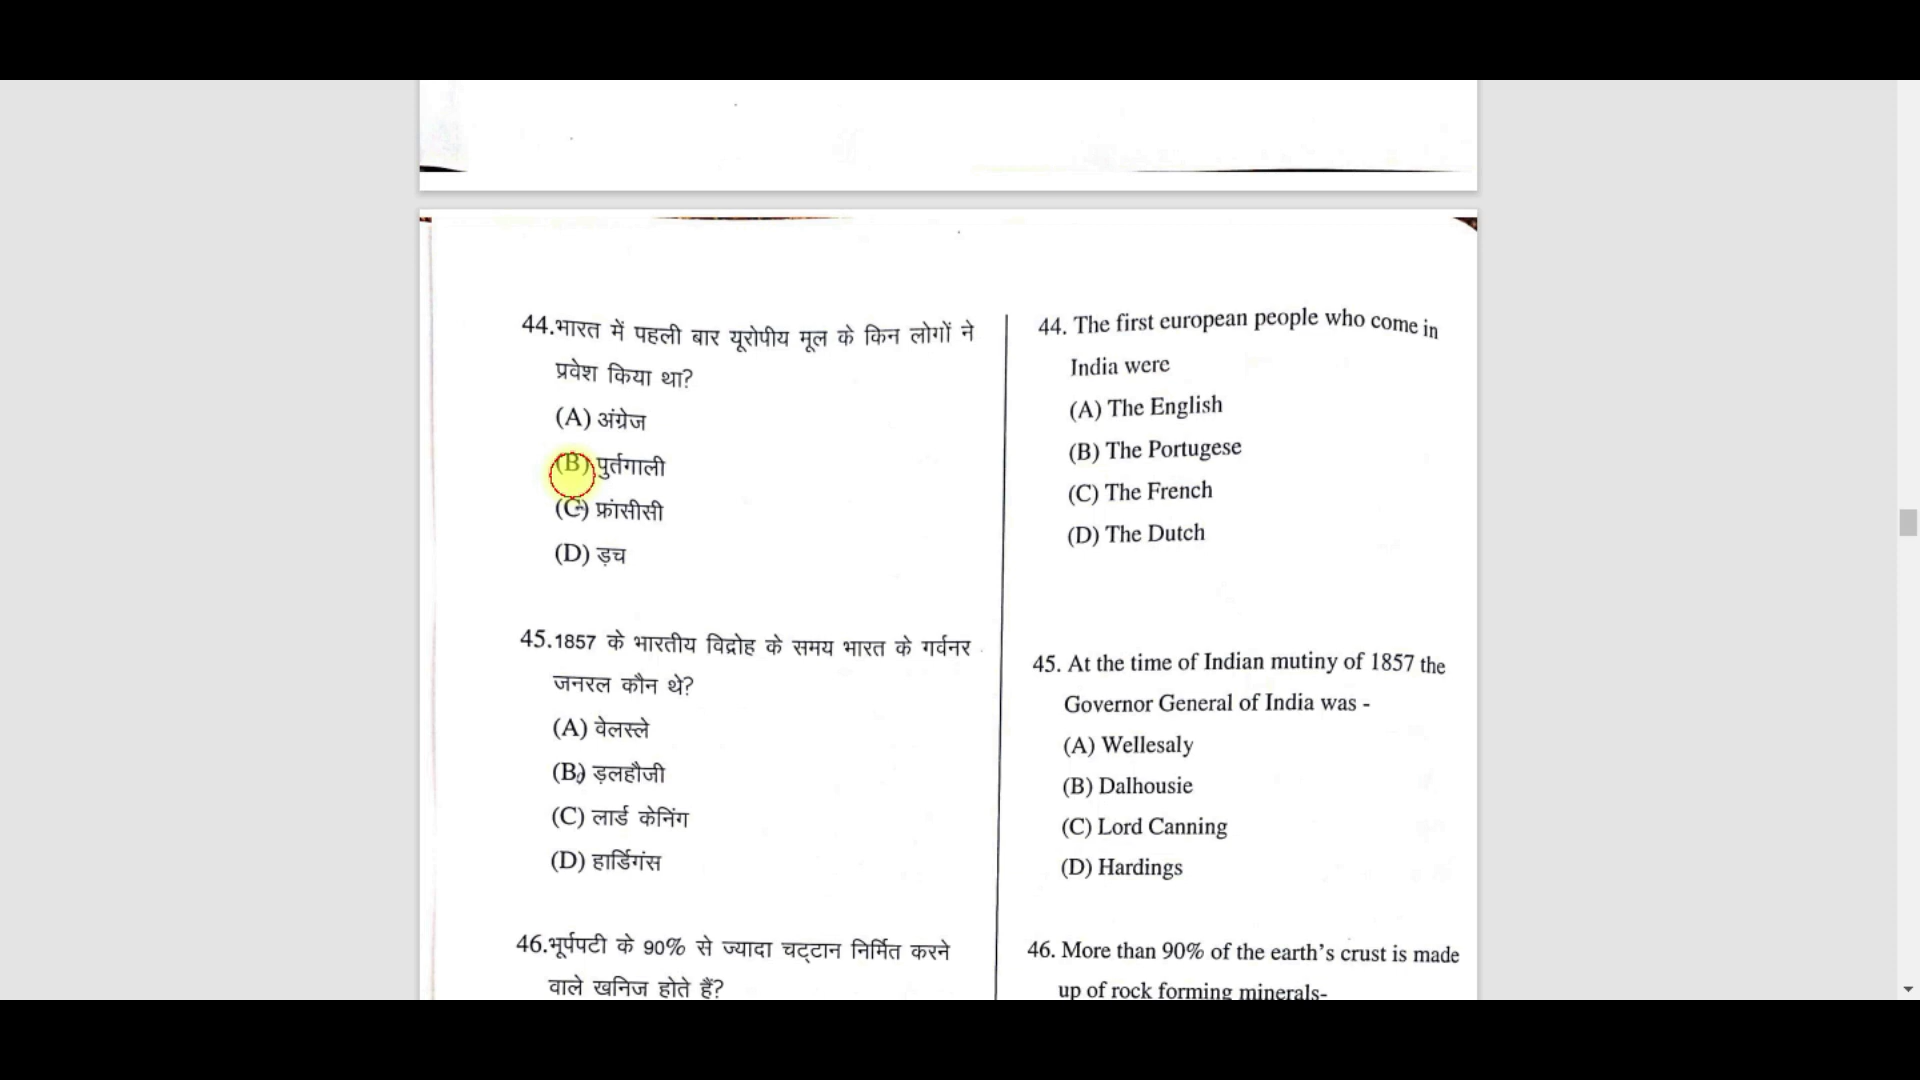 44.भारत में पहली बार यूरोपीय मूल के किन लोगों ने
प्रवेश किया था?
(A) अंग्रेज
(B) पुर्तगाली
(C) फ्रांसीसी
(D) ड़च
45.1857 के भारतीय विद्रोह के समय भारत के गर्वनर
जनरल कौन थे?
(A) वेलस्ले
(B) ड़लहौजी
(C) लार्ड केनिंग
(D) हार्डिगंस
46.भूर्पपटी के 90% से ज्यादा चट्टान निर्मित करने
वाले खनिज होते हैं?
44. The first european people who come in
India were
(A) The English
(B) The Portugese
(C) The French
(D) The Dutch
45. At the time of Indian mutiny of 1857 the
Governor General of India was -
(A) Wellesaly
(B) Dalhousie
(C) Lord Canning
(D) Hardings
46. More than 90% of the earth's crust is made
up of rock forming minerals-